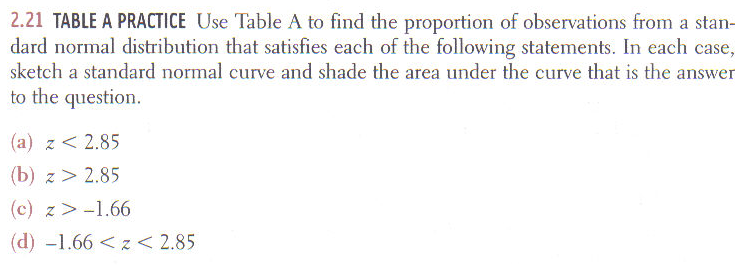 2.21 TABLE A PRACTICE Use Table A to find the proportion of observations from a stan-
dard normal distribution that satisfies each of the following statements. In each case,
sketch a standard normal curve and shade the area under the curve that is the answer
to the question.
(a) z < 2.85
(b) z > 2.85
(c) z > –1.66
(d) –1.66 < z < 2.85